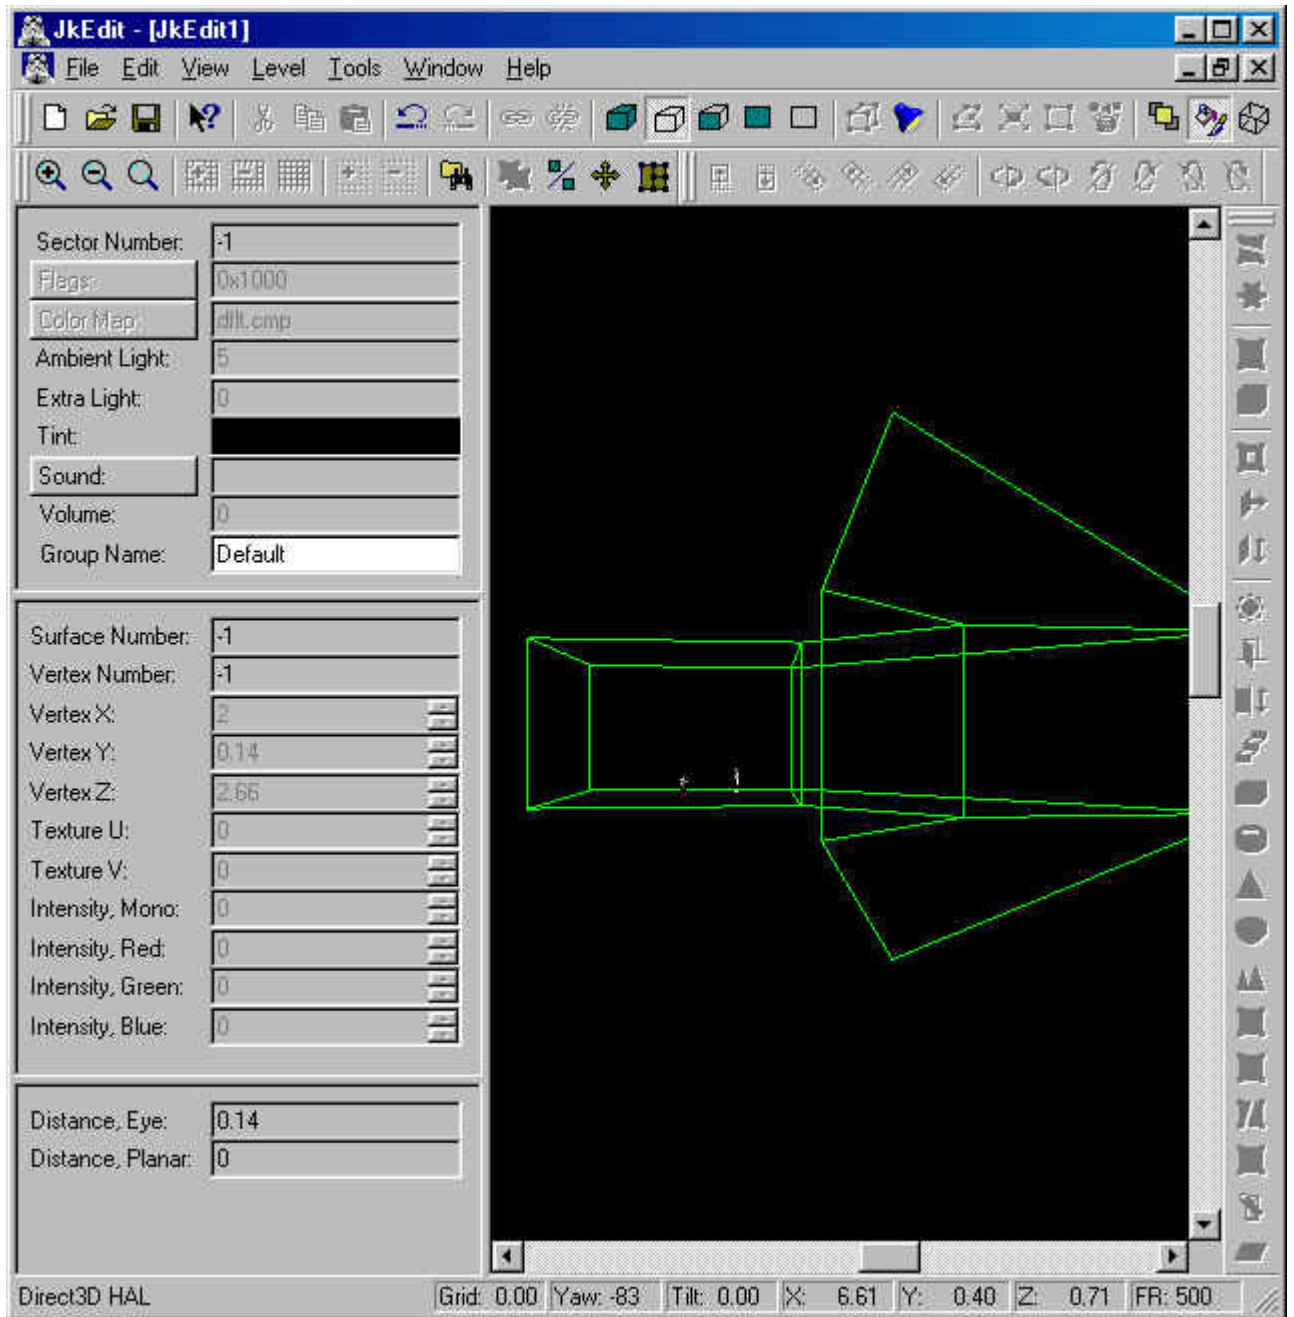 JkEdit - [JkEdit1]
File Edit View Level Tools Window Help
Sector Number: -1
Flags: 0x1000
Color Map: dflt.cmp
Ambient Light: 5
Extra Light: 0
Tint:
Sound:
Volume: 0
Group Name: Default
Surface Number: -1
Vertex Number: -1
Vertex X: 2
Vertex Y: 0.14
Vertex Z: 2.66
Texture U: 0
Texture V: 0
Intensity, Mono: 0
Intensity, Red: 0
Intensity, Green: 0
Intensity, Blue: 0
Distance, Eye: 0.14
Distance, Planar: 0
Direct3D HAL Grid: 0.00 Yaw: -83 Tilt: 0.00 X: 6.61 Y: 0.40 Z: 0.71 FR: 500